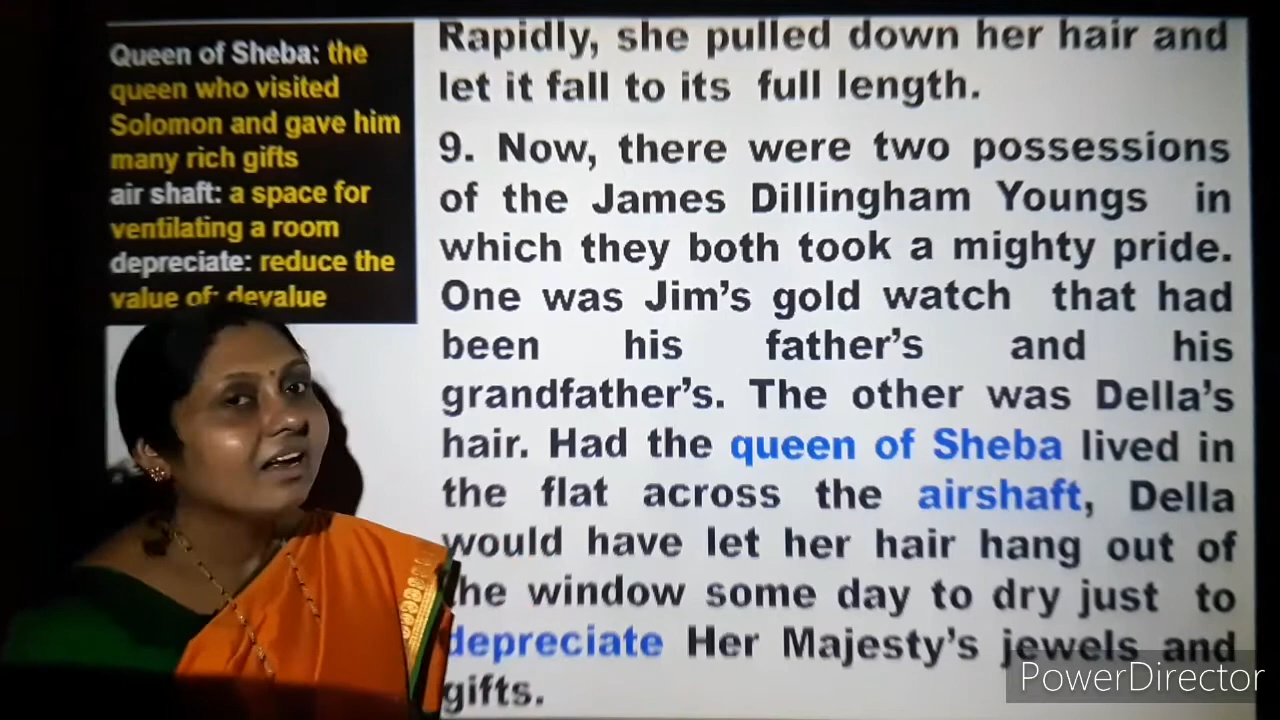 Queen of Sheba: the
queen who visited
Solomon and gave him
many rich gifts
air shaft: a space for
ventilating a room
depreciate: reduce the
value of; devalue
Rapidly, she pulled down her hair and
let it fall to its full length.
9. Now, there were two possessions
of the James Dillingham Youngs in
which they both took a mighty pride.
One was Jim's gold watch that had
been his father's and his
grandfather's. The other was Della's
hair. Had the queen of Sheba lived in
the flat across the airshaft, Della
would have let her hair hang out of
the window some day to dry just to
depreciate Her Majesty's jewels and
gifts.
PowerDirector